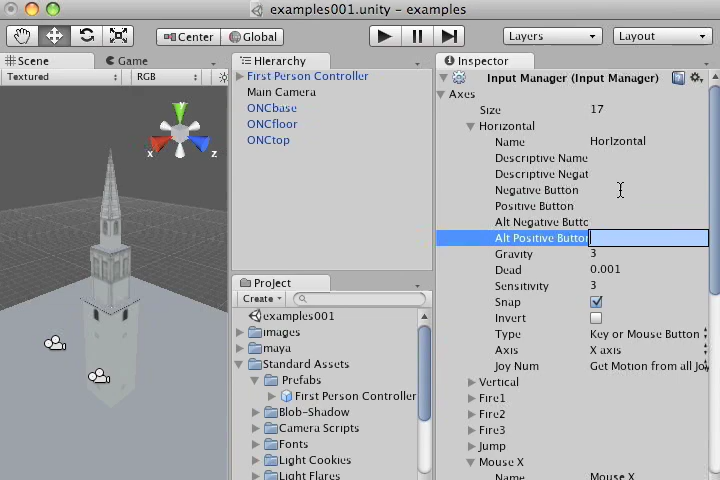 examples001.unity - examples
Center
Global
Layers
Layout
Scene
Game
Textured
RGB
y
x
z
Hierarchy
First Person Controller
Main Camera
ONCbase
ONCfloor
ONCtop
Project
Create
examples001
images
maya
Standard Assets
Prefabs
First Person Controller
Blob-Shadow
Camera Scripts
Fonts
Light Cookies
Light Flares
Inspector
Input Manager (Input Manager)
Axes
Size 17
Horizontal
Name Horizontal
Descriptive Name
Descriptive Negat
Negative Button
Positive Button
Alt Negative Butto
Alt Positive Button
Gravity 3
Dead 0.001
Sensitivity 3
Snap
Invert
Type Key or Mouse Button
Axis X axis
Joy Num Get Motion from all Joy
Vertical
Fire1
Fire2
Fire3
Jump
Mouse X
Name Mouse X